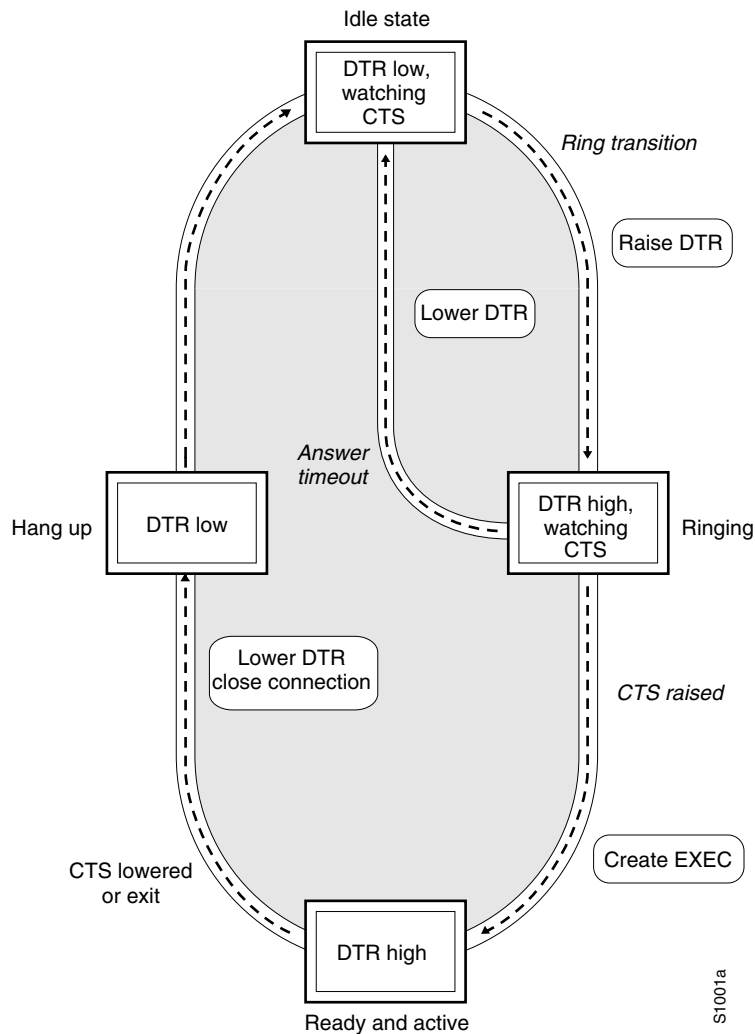 Idle state
DTR low,
watching
CTS
Ring transition
Raise DTR
Lower DTR
Answer
timeout
Hang up
DTR low
DTR high,
watching
CTS
Ringing
Lower DTR
close connection
CTS raised
CTS lowered
or exit
Create EXEC
DTR high
Ready and active
S1001a